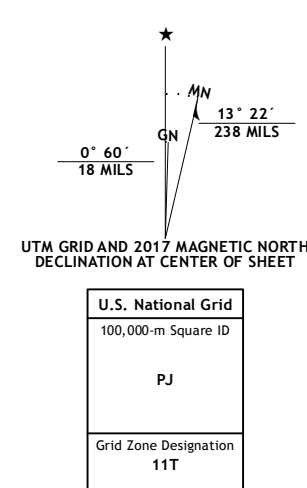 ★
MN
13° 22´
238 MILS
GN
0° 60´
18 MILS
UTM GRID AND 2017 MAGNETIC NORTH
DECLINATION AT CENTER OF SHEET
U.S. National Grid
100,000-m Square ID
PJ
Grid Zone Designation
11T